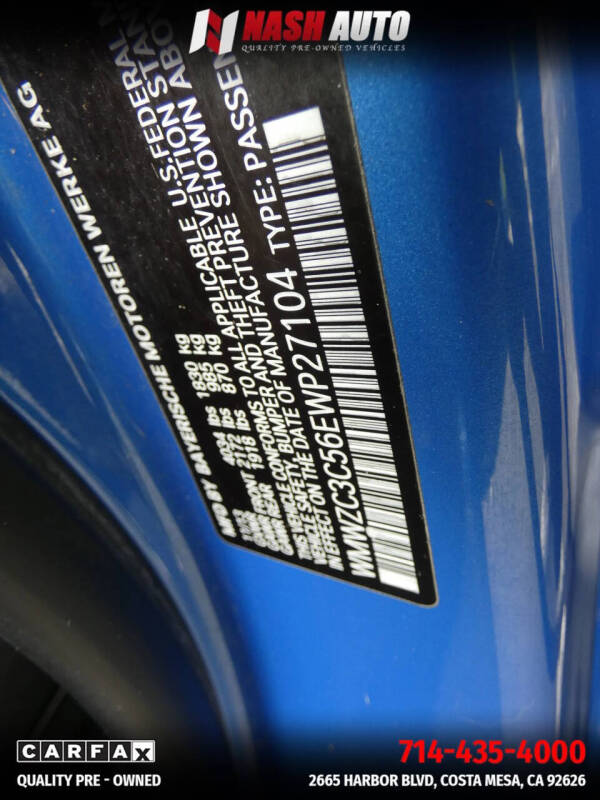 NASH AUTO
QUALITY PRE-OWNED VEHICLES
MFD BY BAYERISCHE MOTOREN WERKE AG
GVWR 4034 lbs 1830 kg
GAWR FRONT 2172 lbs 985 kg
GAWR REAR 1918 lbs 870 kg
THIS VEHICLE CONFORMS TO ALL APPLICABLE U.S. FEDERAL
SAFETY, BUMPER AND THEFT PREVENTION STAN
IN EFFECT ON THE DATE OF MANUFACTURE SHOWN ABO
WMWZC3C56EWP27104 TYPE: PASSEN
CARFAX
QUALITY PRE - OWNED
714-435-4000
2665 HARBOR BLVD, COSTA MESA, CA 92626